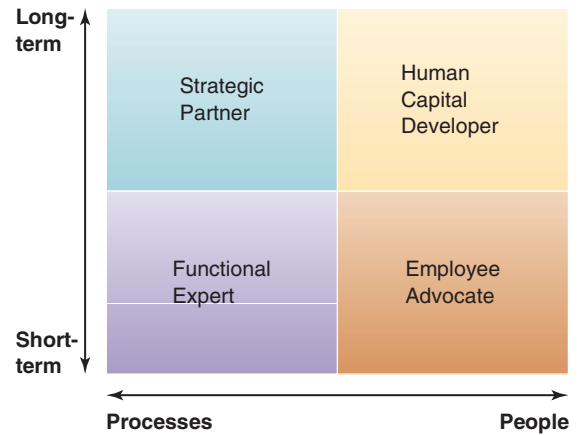 Long-
term
Strategic
Partner
Human
Capital
Developer
Functional
Expert
Employee
Advocate
Short-
term
Processes
People